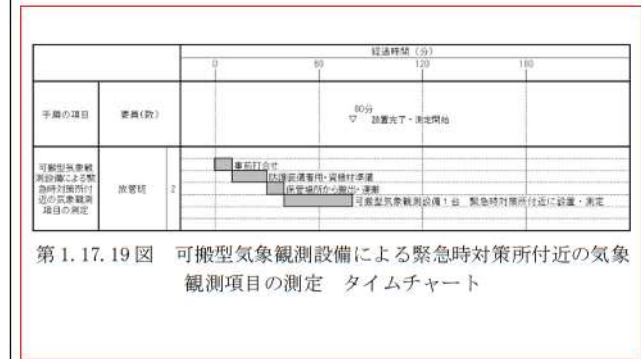 経過時間（分）
0 60 120 180
手順の項目 要員(数)
80分
▽ 設置完了・測定開始
可搬型気象観
測設備による緊
急時対策所付
近の気象観測
項目の測定
放管班 2
事前打合せ
防護装備着用・資機材準備
保管場所から搬出・運搬
可搬型気象観測設備1台 緊急時対策所付近に設置・測定
第1.17.19図 可搬型気象観測設備による緊急時対策所付近の気象
観測項目の測定 タイムチャート